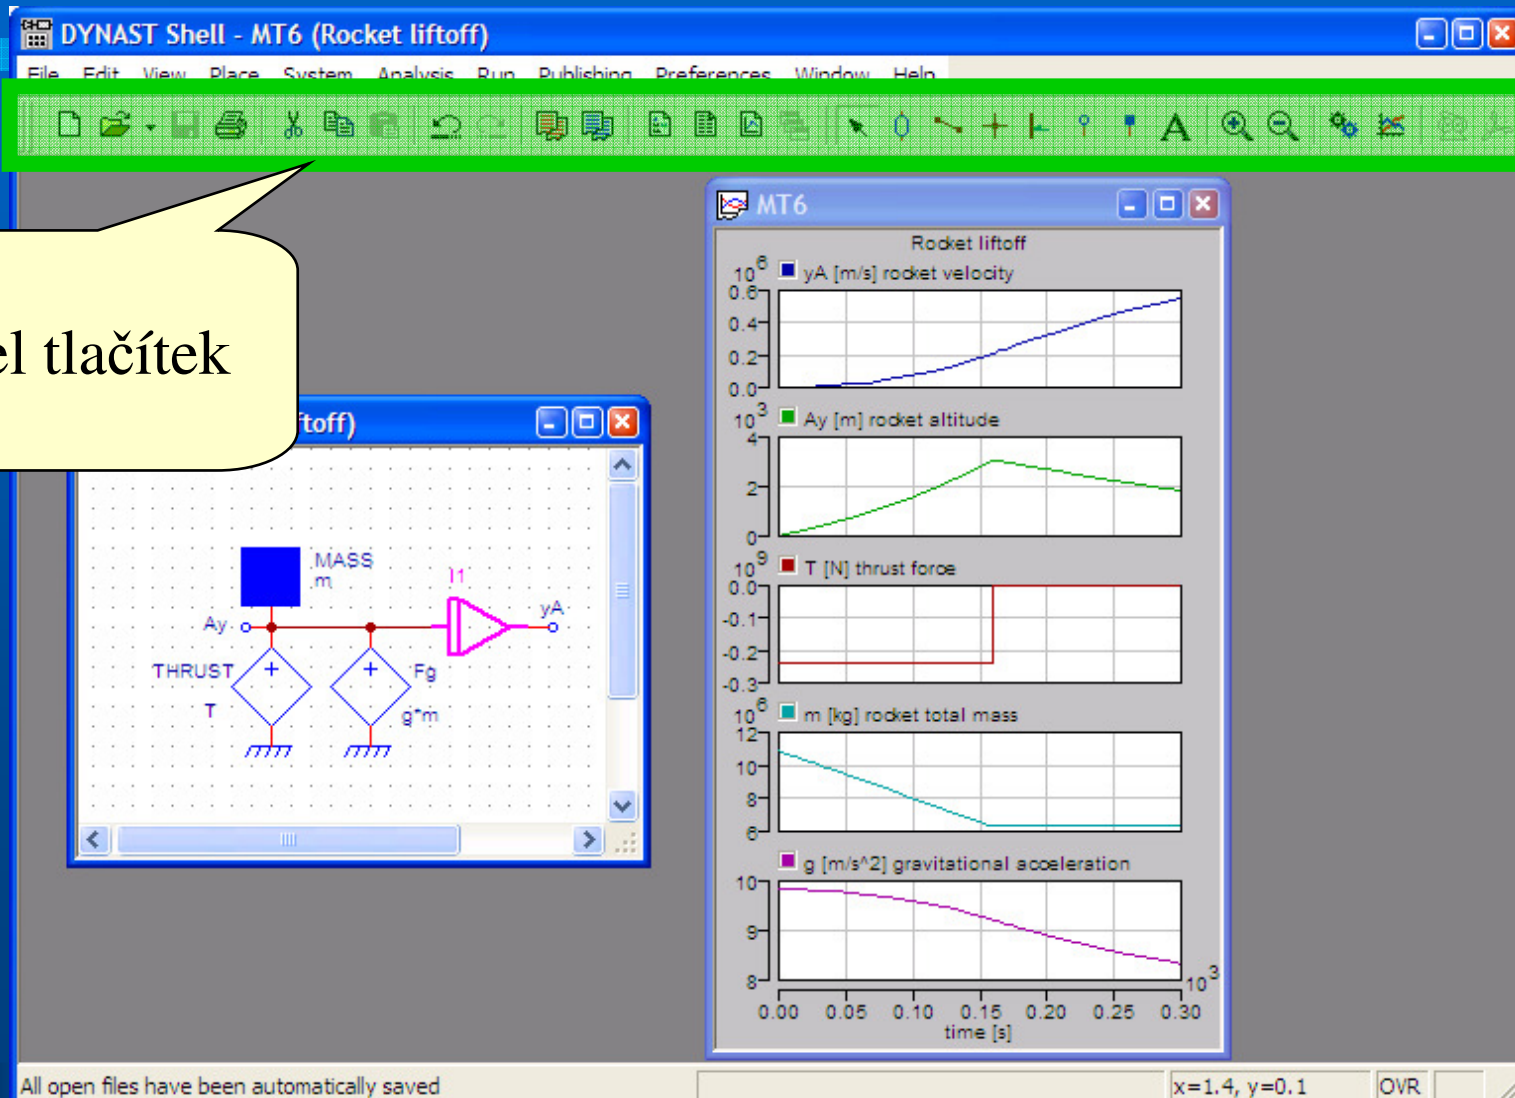 DYNAST Shell - MT6 (Rocket liftoff)
File Edit View Place System Analysis Run Publishing Preferences Window Help
A
el tlačítek
MT6
Rocket liftoff
10^6 yA [m/s] rocket velocity
0.6
0.4
0.2
0.0
10^3 Ay [m] rocket altitude
4
2
0
10^9 T [N] thrust force
0.0
-0.1
-0.2
-0.3
10^6 m [kg] rocket total mass
12
10
8
6
g [m/s^2] gravitational acceleration
10
9
8
10^3
0.00 0.05 0.10 0.15 0.20 0.25 0.30
time [s]
ftoff)
MASS
m
I1
Ay
yA
THRUST
T
+
+
Fg
g*m
All open files have been automatically saved
x=1.4, y=0.1
OVR